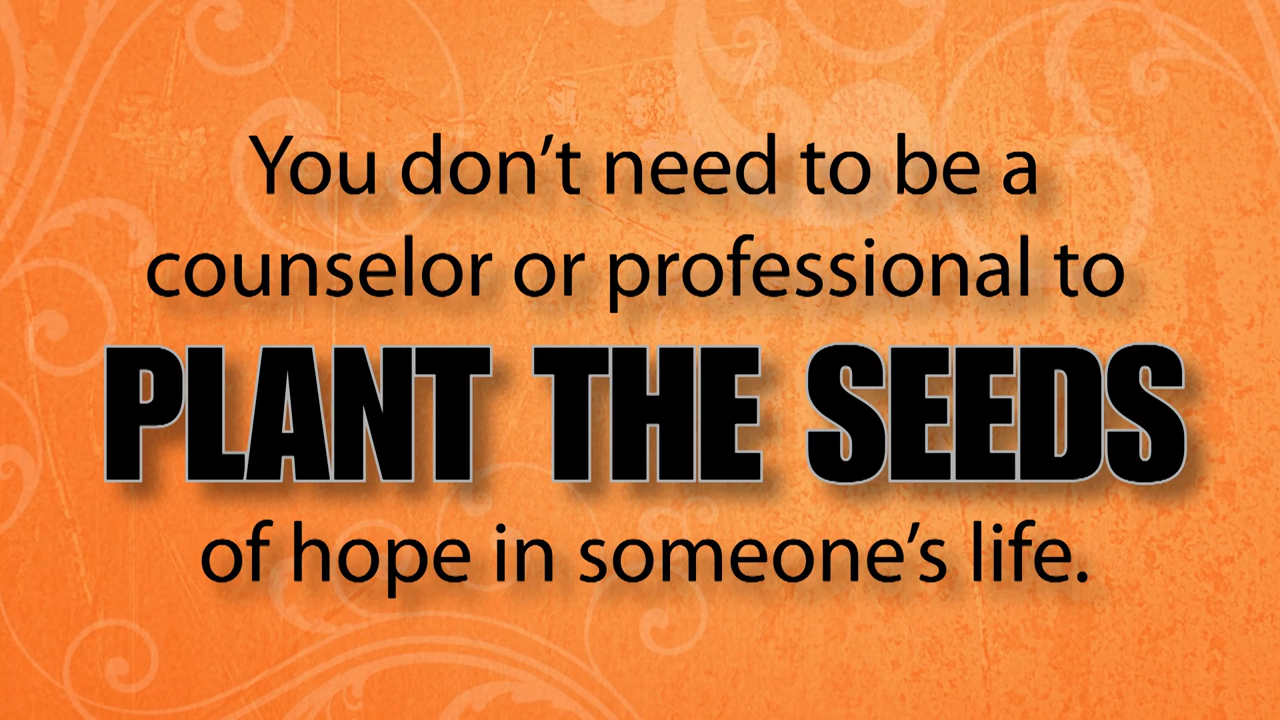 You don’t need to be a
counselor or professional to
PLANT THE SEEDS
of hope in someone’s life.